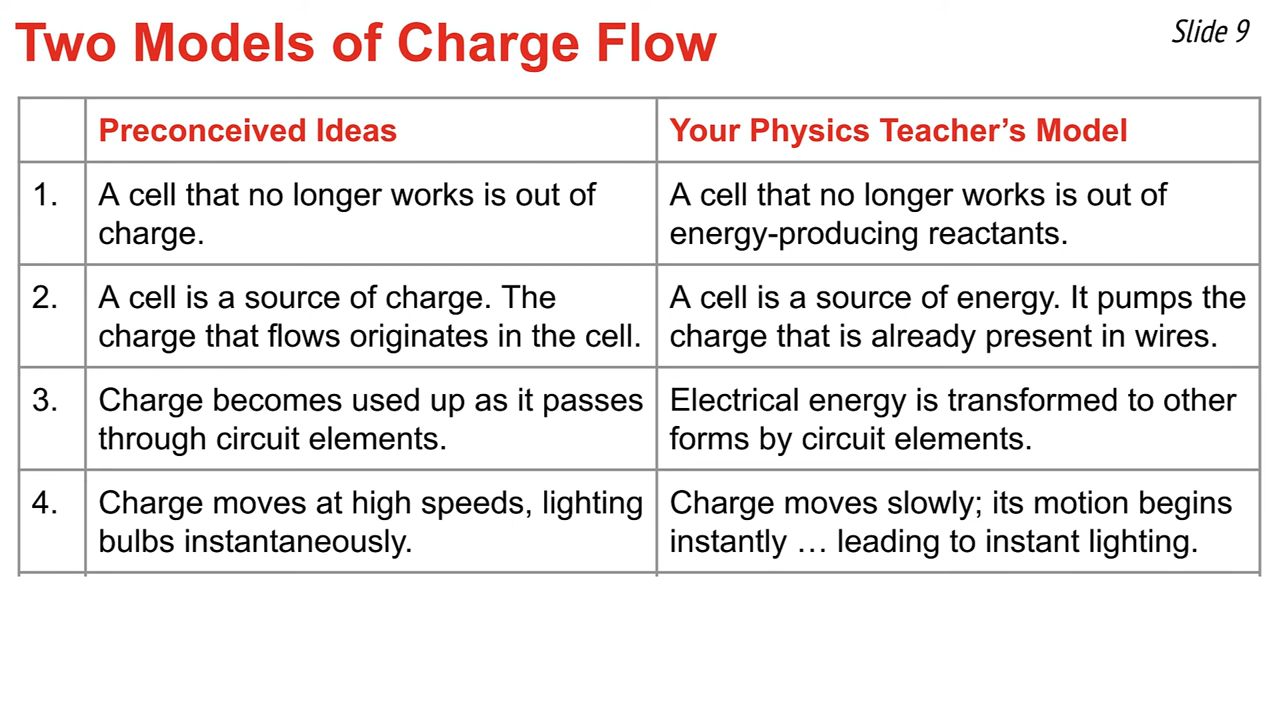 Two Models of Charge Flow
Slide 9
Preconceived Ideas
Your Physics Teacher’s Model
1.
A cell that no longer works is out of
charge.
A cell that no longer works is out of
energy-producing reactants.
2.
A cell is a source of charge. The
charge that flows originates in the cell.
A cell is a source of energy. It pumps the
charge that is already present in wires.
3.
Charge becomes used up as it passes
through circuit elements.
Electrical energy is transformed to other
forms by circuit elements.
4.
Charge moves at high speeds, lighting
bulbs instantaneously.
Charge moves slowly; its motion begins
instantly … leading to instant lighting.